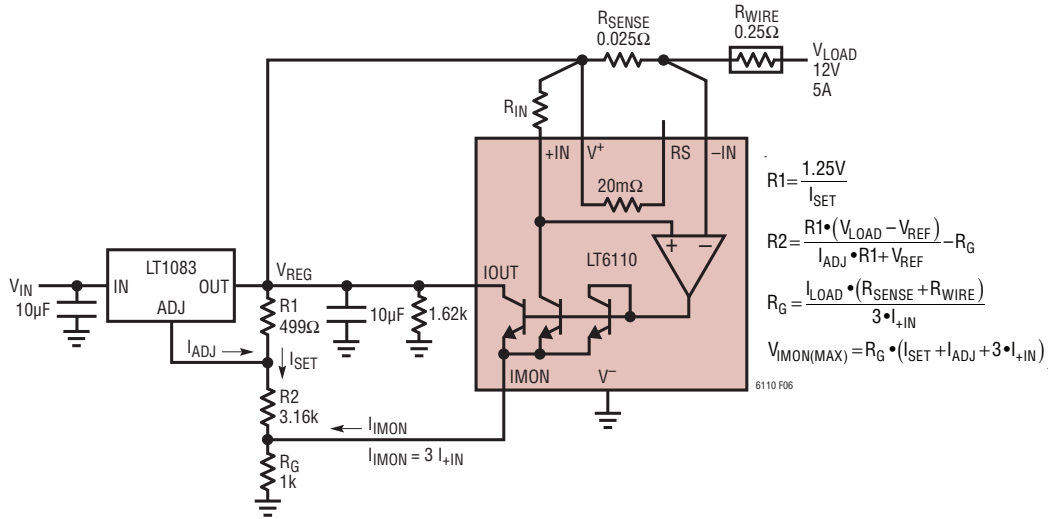 RSENSE
0.025Ω
RWIRE
0.25Ω
VLOAD
12V
5A
RIN
+IN
V+
RS
–IN
20mΩ
+
–
LT6110
IOUT
IMON
V–
6110 F06
VIN
10µF
LT1083
IN
OUT
ADJ
VREG
R1
499Ω
10µF
1.62k
IADJ
ISET
R2
3.16k
IIMON
IIMON = 3 I+IN
RG
1k
R1= 1.25V / ISET
R2= R1•(VLOAD – VREF) / IADJ•R1+ VREF –RG
RG= ILOAD•(RSENSE + RWIRE) / 3•I+IN
VIMON(MAX) = RG•(ISET +IADJ + 3•I+IN)